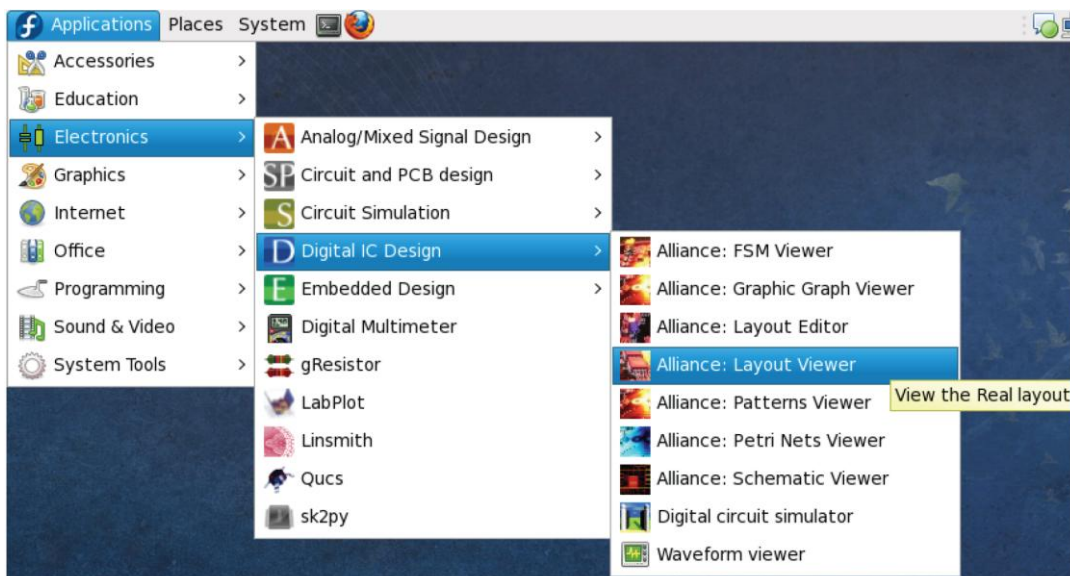 Applications Places System
Accessories
Education
Electronics
Graphics
Internet
Office
Programming
Sound & Video
System Tools
A Analog/Mixed Signal Design
SP Circuit and PCB design
S Circuit Simulation
D Digital IC Design
E Embedded Design
Digital Multimeter
gResistor
LabPlot
Linsmith
Qucs
sk2py
Alliance: FSM Viewer
Alliance: Graphic Graph Viewer
Alliance: Layout Editor
Alliance: Layout Viewer
Alliance: Patterns Viewer
Alliance: Petri Nets Viewer
Alliance: Schematic Viewer
Digital circuit simulator
Waveform viewer
View the Real layout